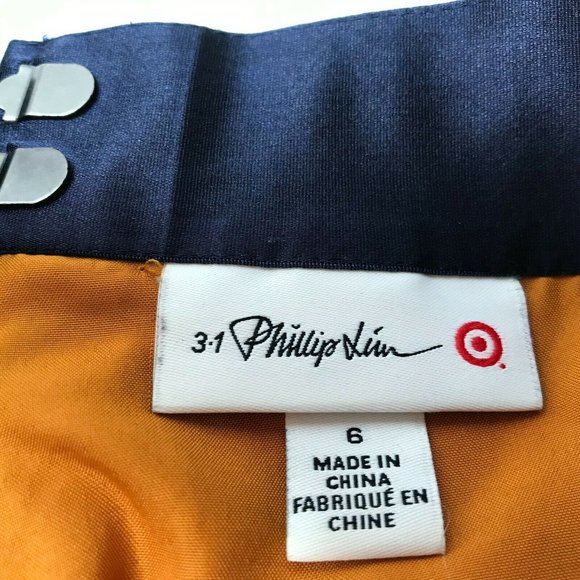 3.1 Phillip Lim
6
MADE IN
CHINA
FABRIQUÉ EN
CHINE